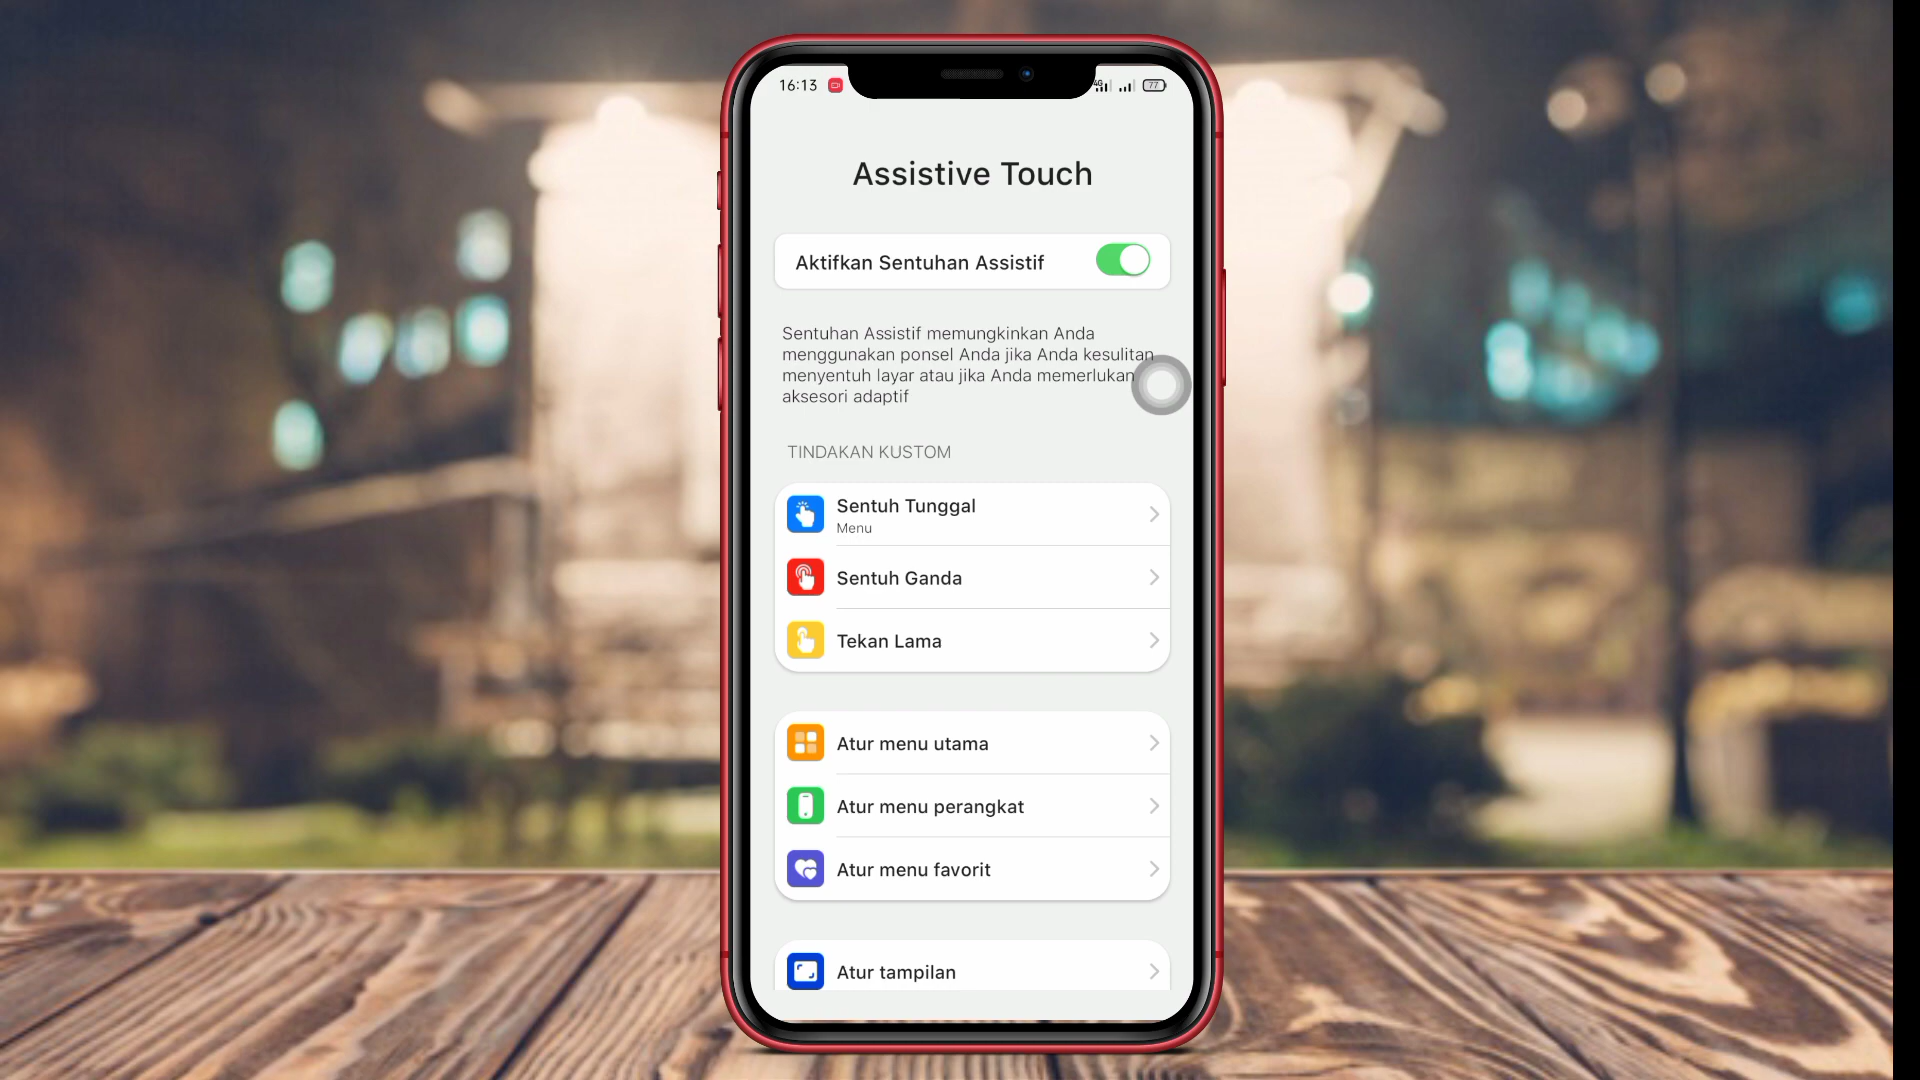 16:13
4G
77
Assistive Touch
Aktifkan Sentuhan Assistif
Sentuhan Assistif memungkinkan Anda
menggunakan ponsel Anda jika Anda kesulitan
menyentuh layar atau jika Anda memerlukan
aksesori adaptif
TINDAKAN KUSTOM
Sentuh Tunggal
Menu
Sentuh Ganda
Tekan Lama
Atur menu utama
Atur menu perangkat
Atur menu favorit
Atur tampilan